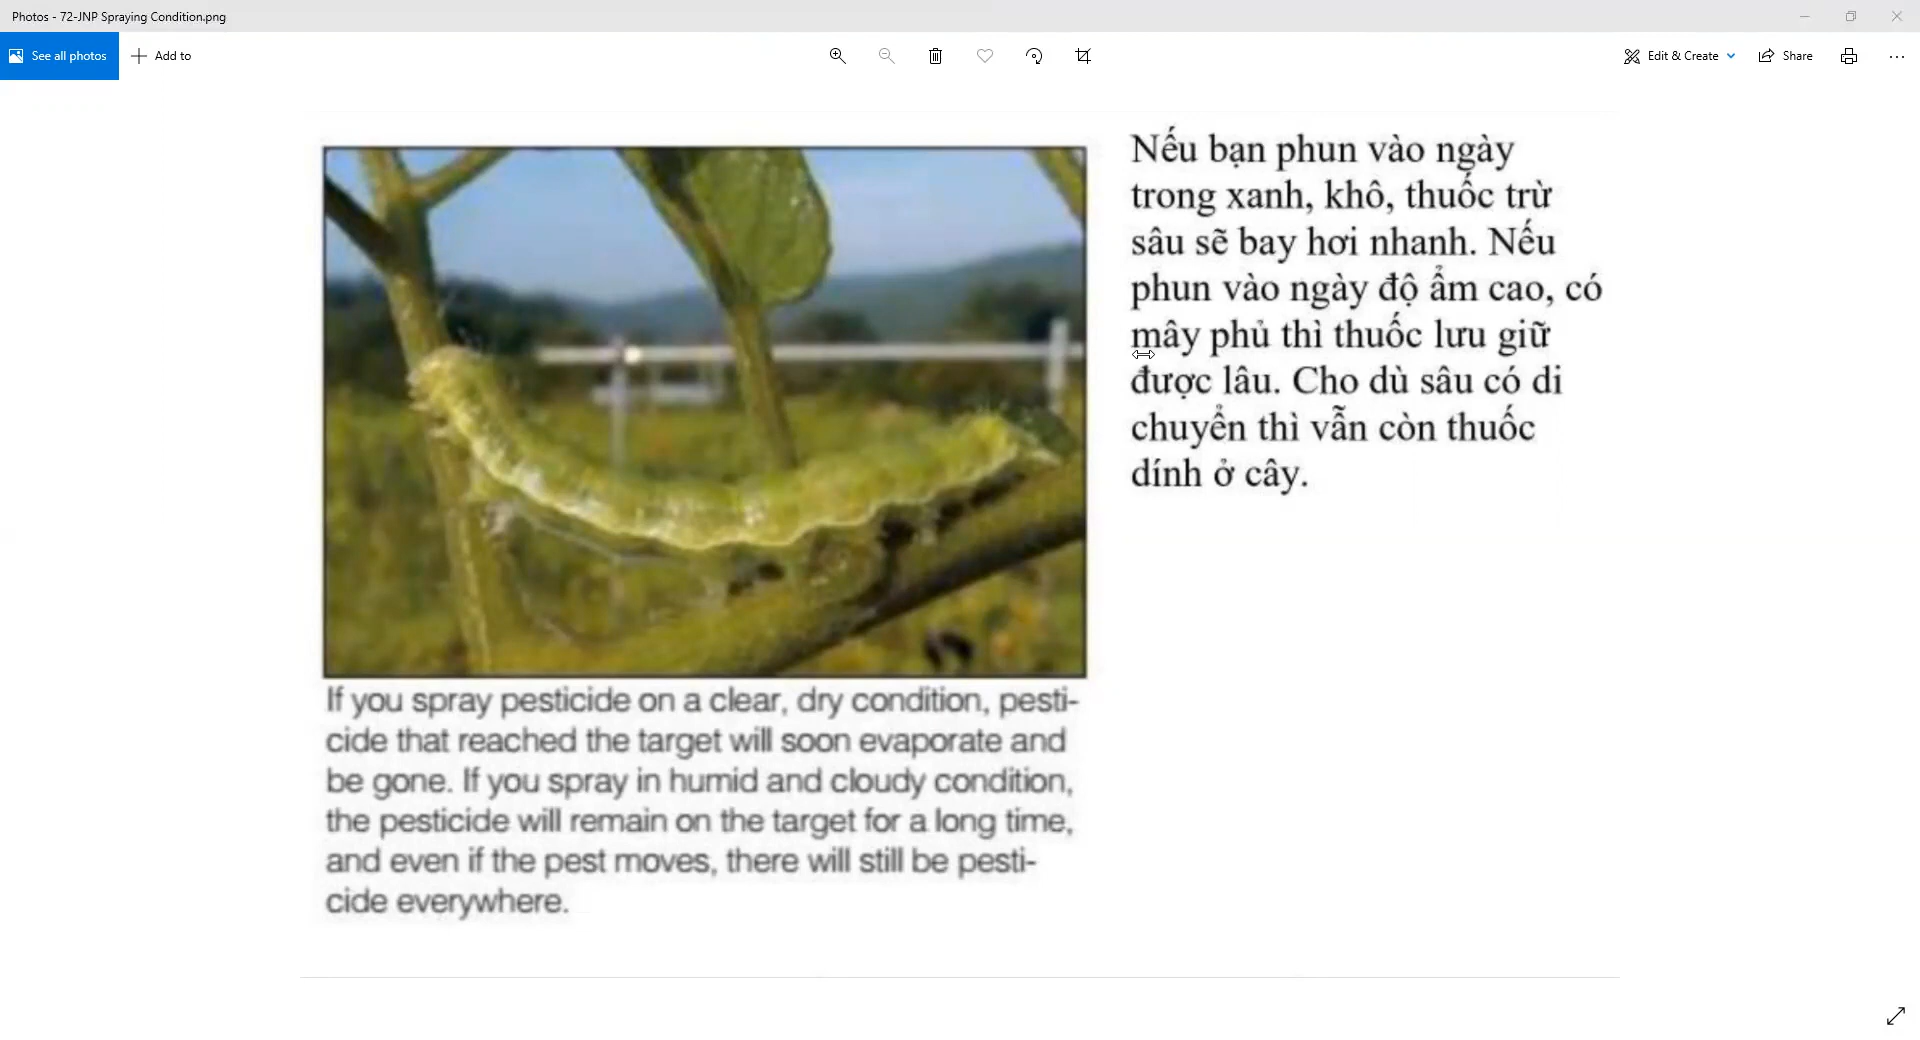 Photos - 72-JNP Spraying Condition.png
See all photos
Add to
Edit & Create
Share
Nếu bạn phun vào ngày
trong xanh, khô, thuốc trừ
sâu sẽ bay hơi nhanh. Nếu
phun vào ngày độ ẩm cao, có
mây phủ thì thuốc lưu giữ
được lâu. Cho dù sâu có di
chuyển thì vẫn còn thuốc
dính ở cây.
If you spray pesticide on a clear, dry condition, pesti-
cide that reached the target will soon evaporate and
be gone. If you spray in humid and cloudy condition,
the pesticide will remain on the target for a long time,
and even if the pest moves, there will still be pesti-
cide everywhere.